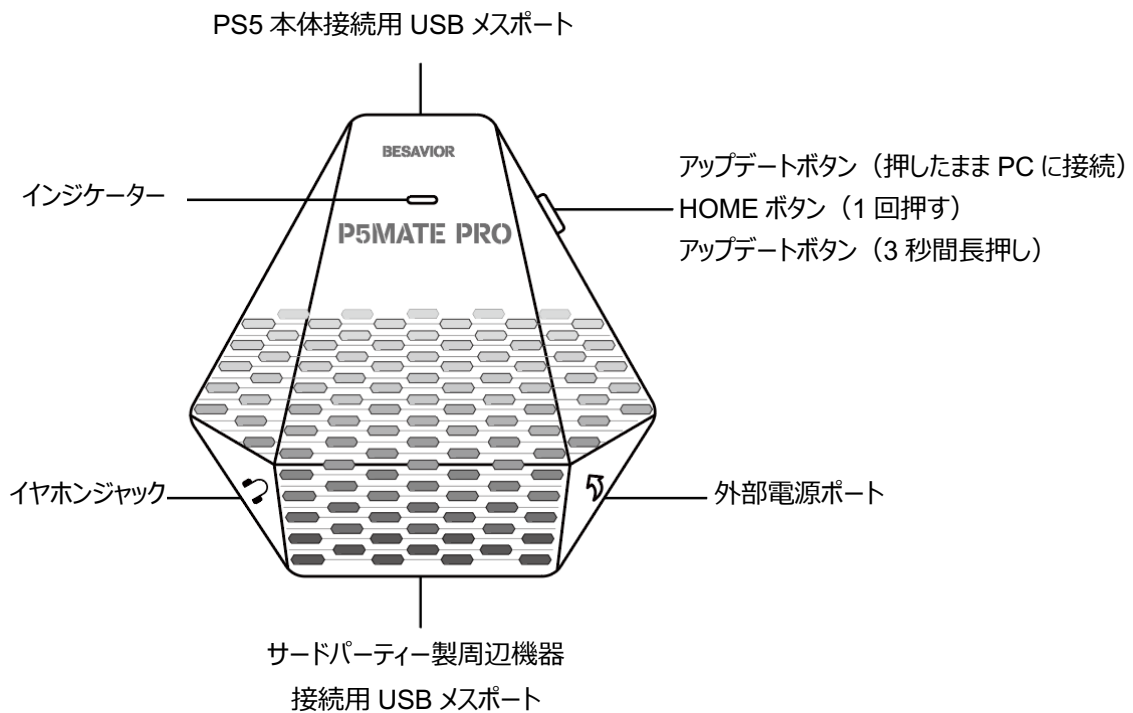 PS5 本体接続用 USB メスポート
BESAVIOR
インジケーター
P5MATE PRO
アップデートボタン（押したまま PC に接続）
HOME ボタン（1 回押す）
アップデートボタン（3 秒間長押し）
イヤホンジャック
外部電源ポート
サードパーティー製周辺機器
接続用 USB メスポート